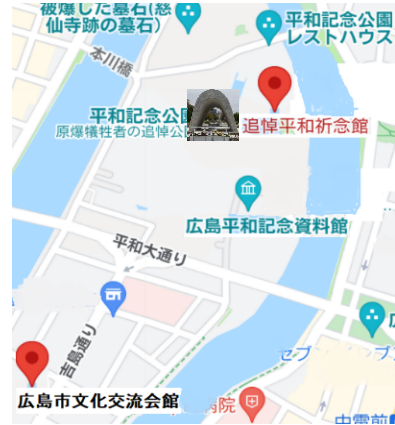 被爆した墓石(慈
仙寺跡の墓石)
平和記念公園
レストハウス
本川橋
平和記念公
原爆犠牲者の追悼公
追悼平和祈念館
広島平和記念資料館
平和大通り
吉島通り
セブ
広島市文化交流会館
病院
中電前